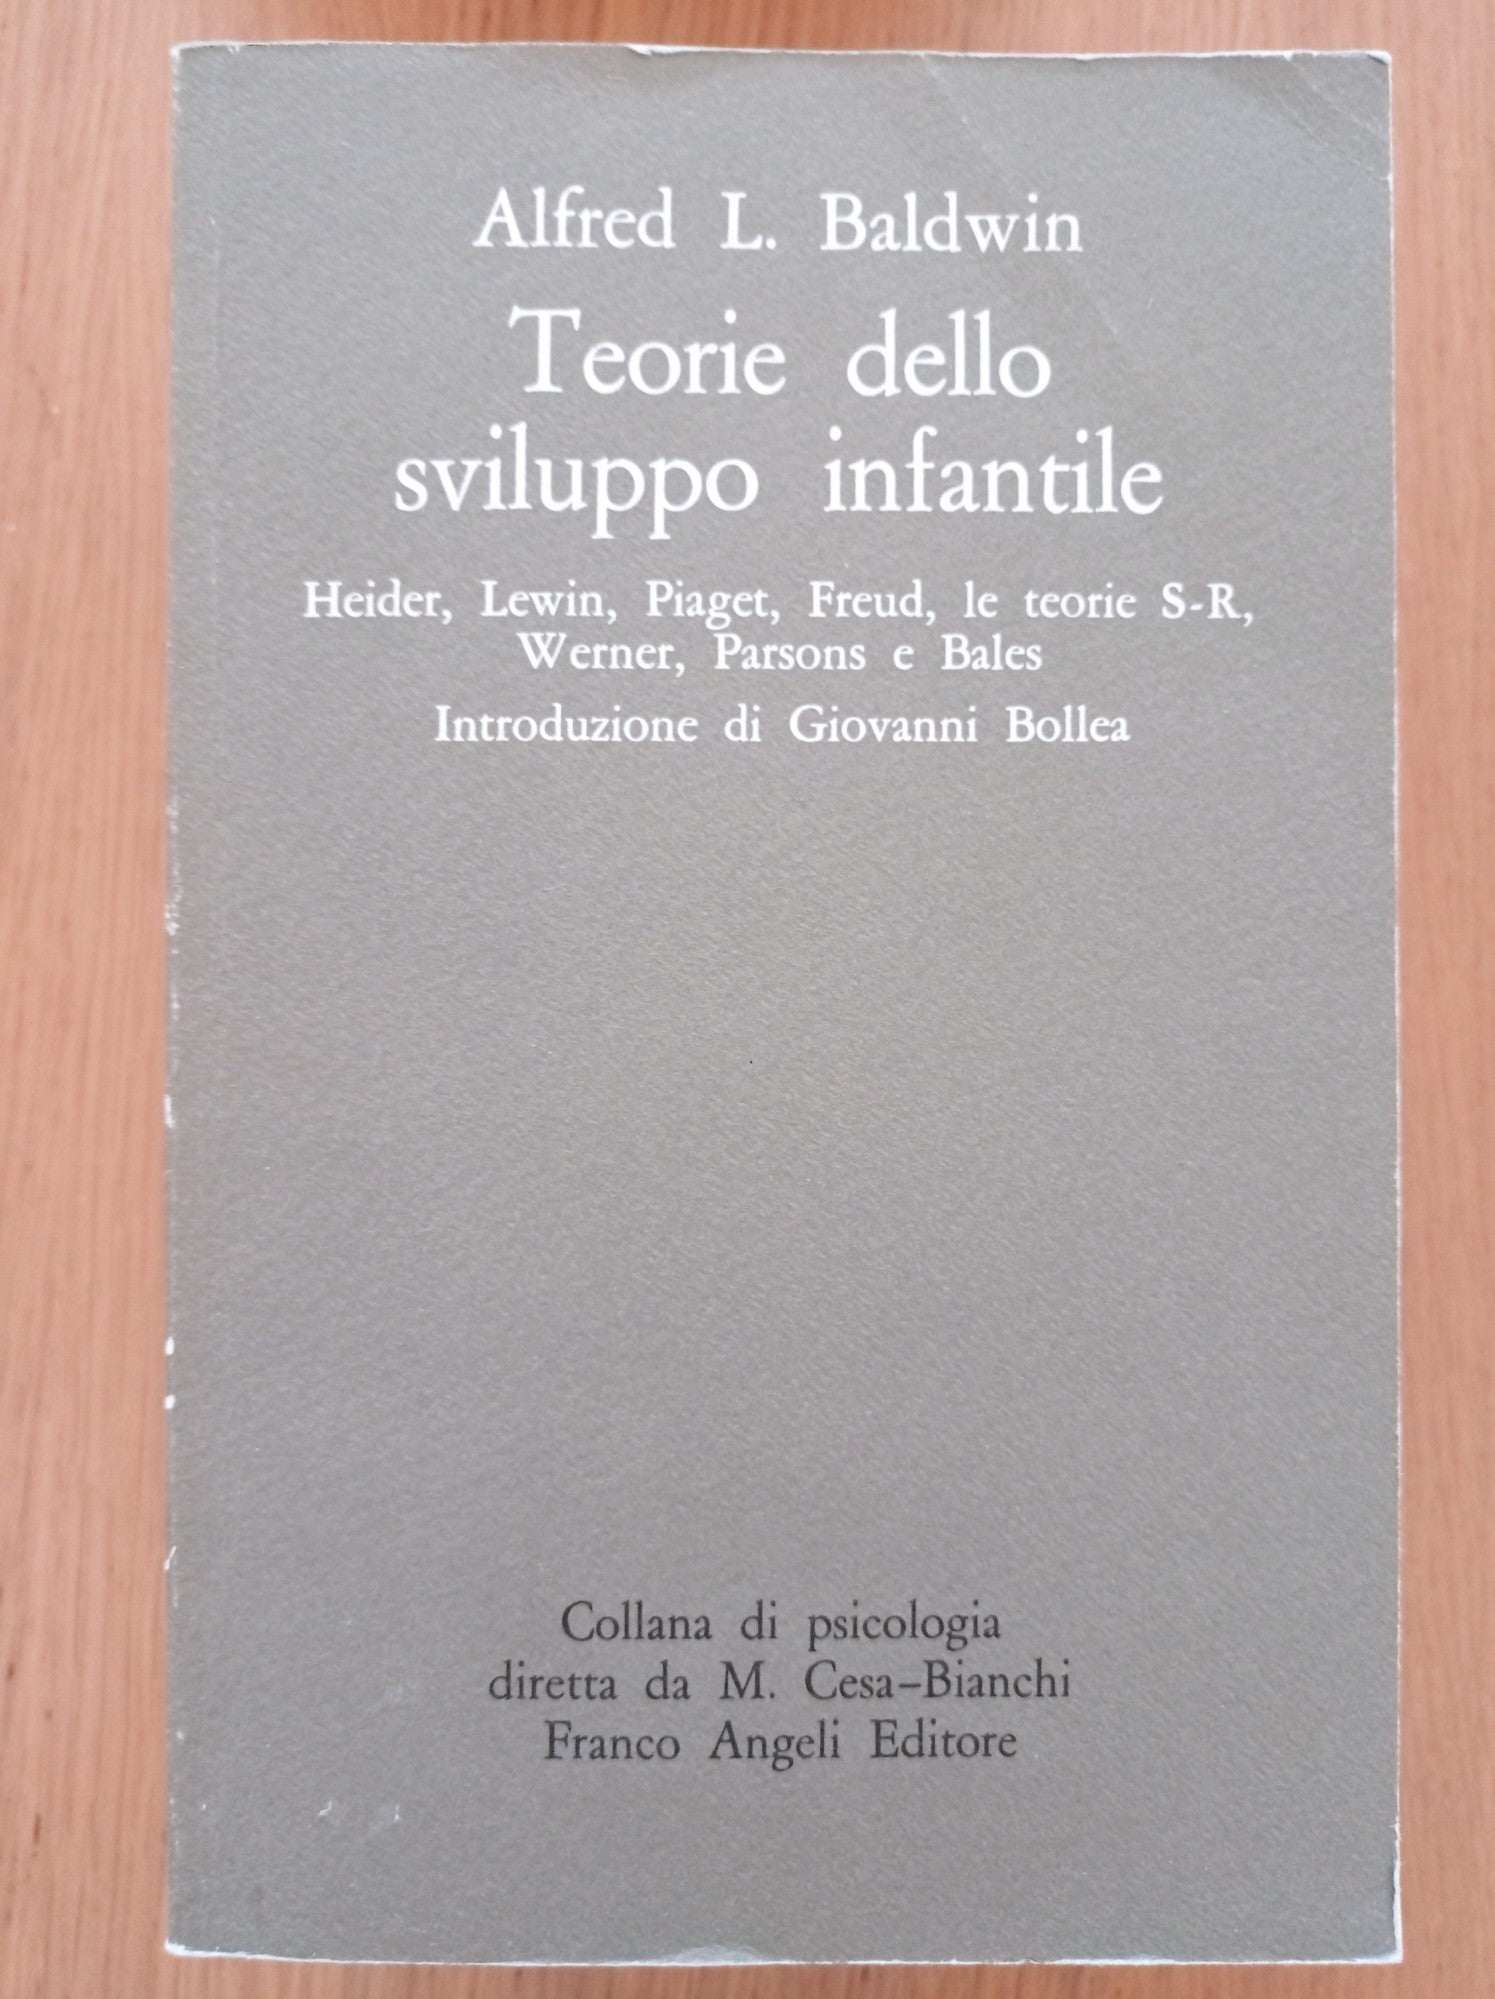 Alfred L. Baldwin
Teorie dello
sviluppo infantile
Heider, Lewin, Piaget, Freud, le teorie S-R,
Werner, Parsons e Bales
Introduzione di Giovanni Bollea
Collana di psicologia
diretta da M. Cesa-Bianchi
Franco Angeli Editore